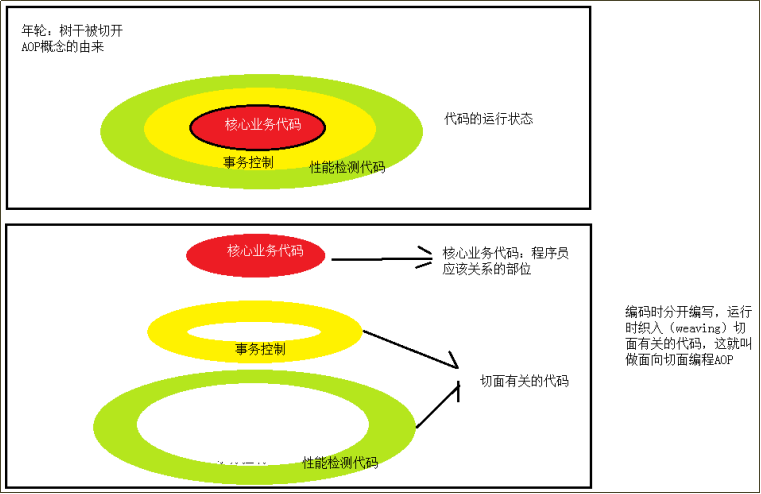 年轮：树干被切开
AOP概念的由来
核心业务代码
代码的运行状态
事务控制
性能检测代码
核心业务代码
核心业务代码：程序员
应该关系的部位
编码时分开编写，运行
时织入（weaving）切
面有关的代码，这就叫
做面向切面编程AOP
事务控制
切面有关的代码
性能检测代码